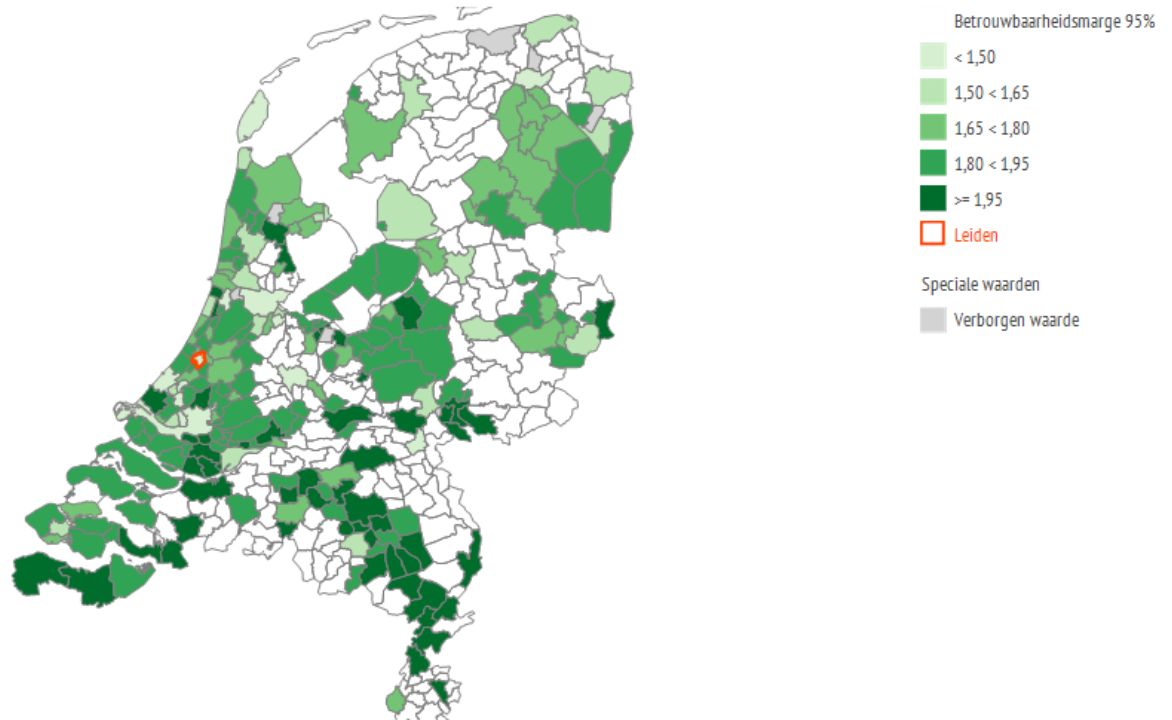 Betrouwbaarheidsmarge 95%
< 1,50
1,50 < 1,65
1,65 < 1,80
1,80 < 1,95
>= 1,95
Leiden
Speciale waarden
Verborgen waarde